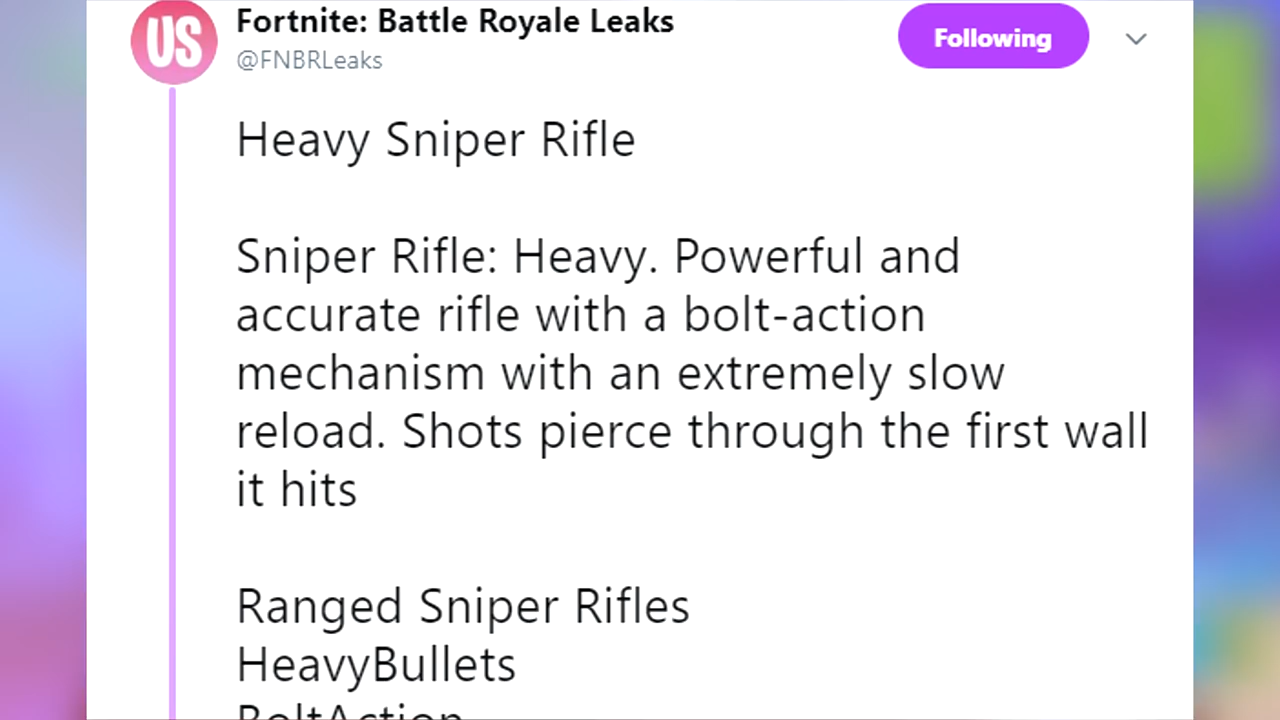 US
Fortnite: Battle Royale Leaks
@FNBRLeaks
Following
Heavy Sniper Rifle
Sniper Rifle: Heavy. Powerful and
accurate rifle with a bolt-action
mechanism with an extremely slow
reload. Shots pierce through the first wall
it hits
Ranged Sniper Rifles
HeavyBullets
BoltAction